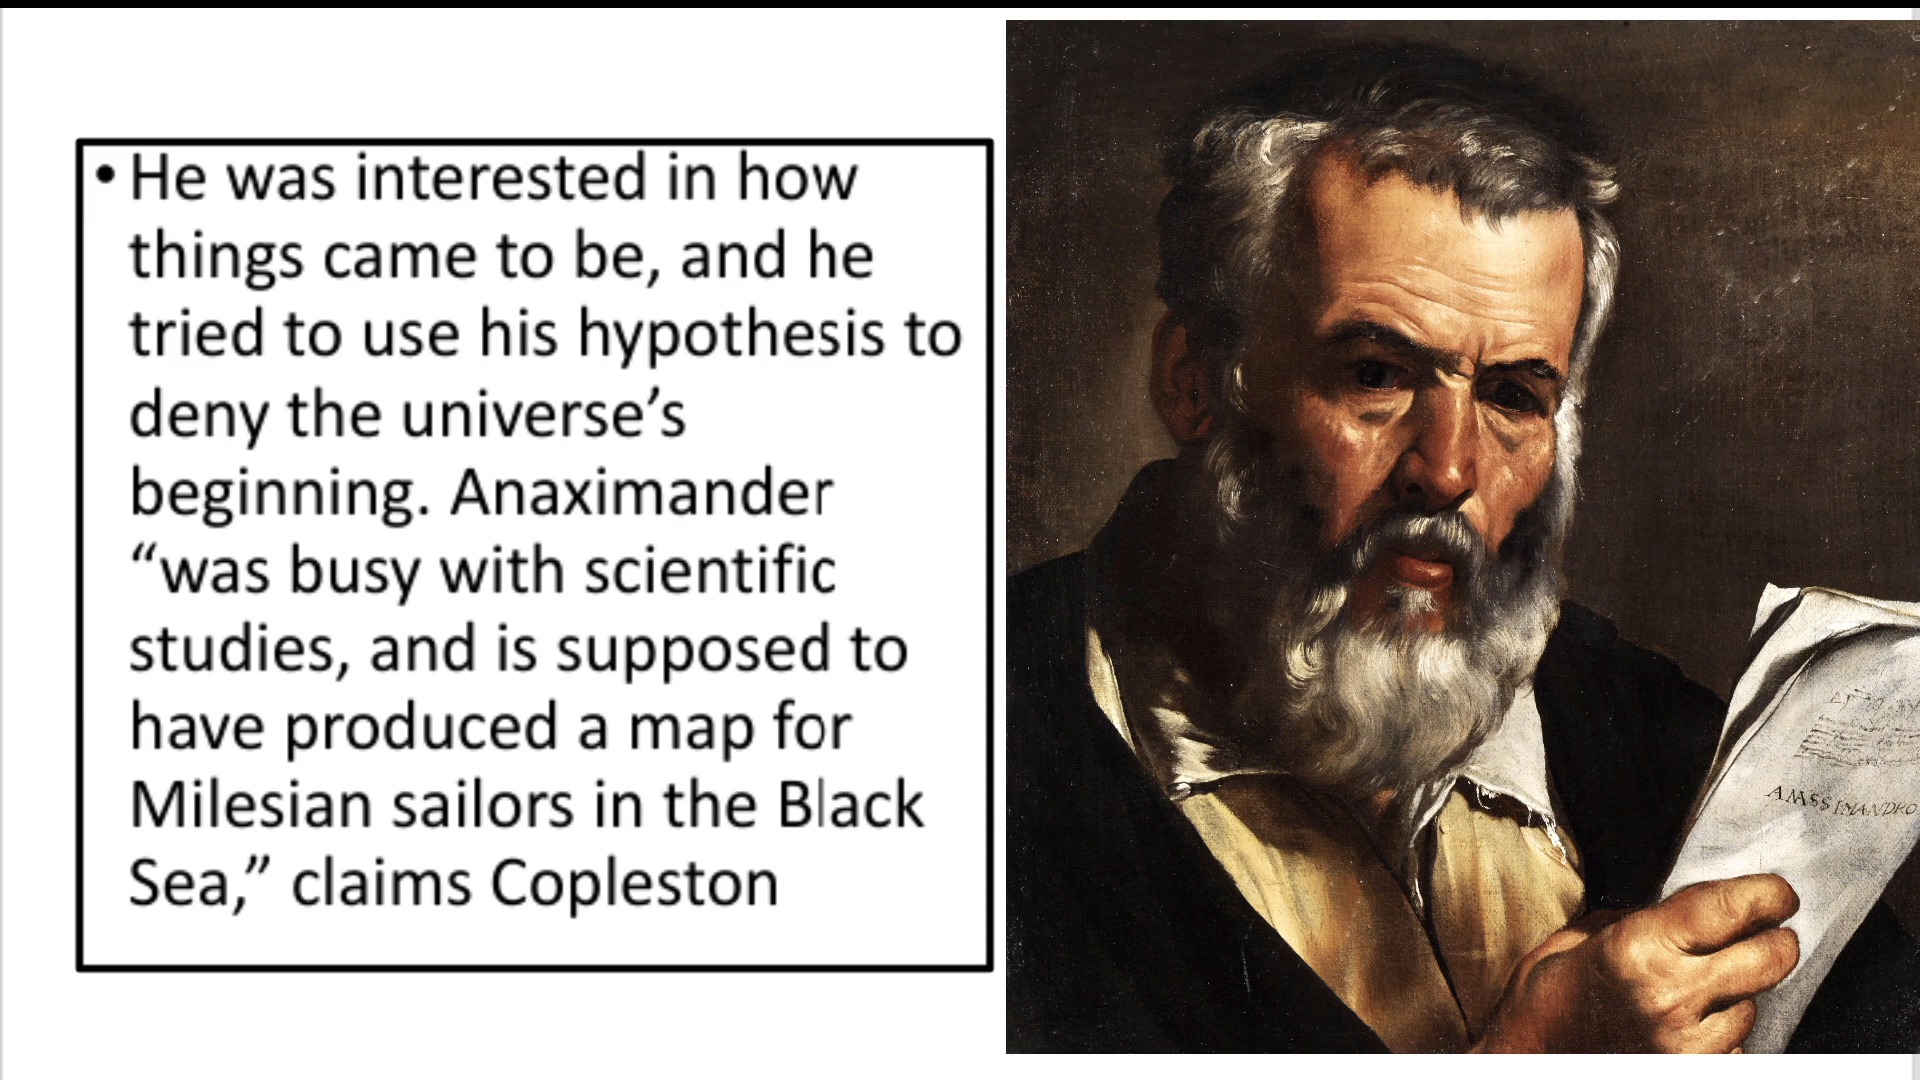 • He was interested in how
things came to be, and he
tried to use his hypothesis to
deny the universe’s
beginning. Anaximander
“was busy with scientific
studies, and is supposed to
have produced a map for
Milesian sailors in the Black
Sea,” claims Copleston
AMSSIMANDRO